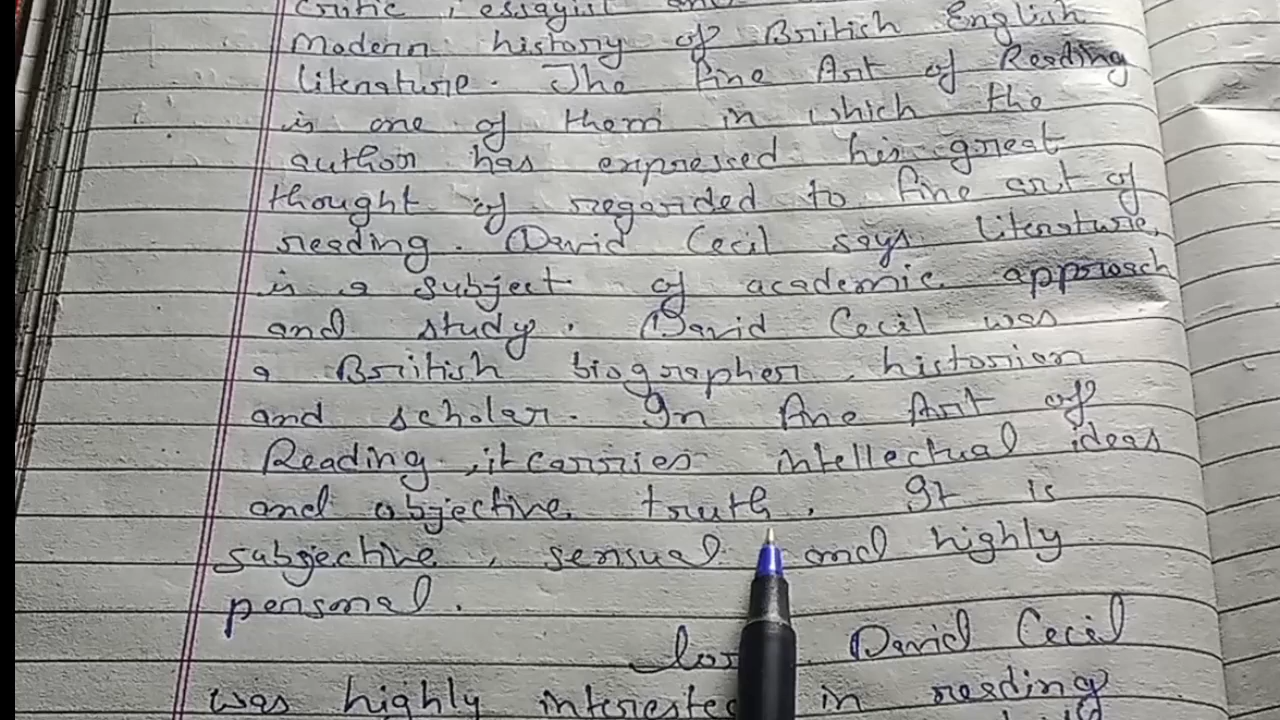 critic, essayist and
Modern history of British English
literature. The Fine Art of Reading
is one of them in which the
author has expressed his great
thought of regarded to fine art of
reading. David Cecil says literature,
is a subject of academic approach
and study. David Cecil was
a British biographer, historian
and scholar. In Fine Art of
Reading, it carries intellectual ideas
and objective truth. It is
subjective, sensual and highly
personal.
David Cecil
was highly interested in reading